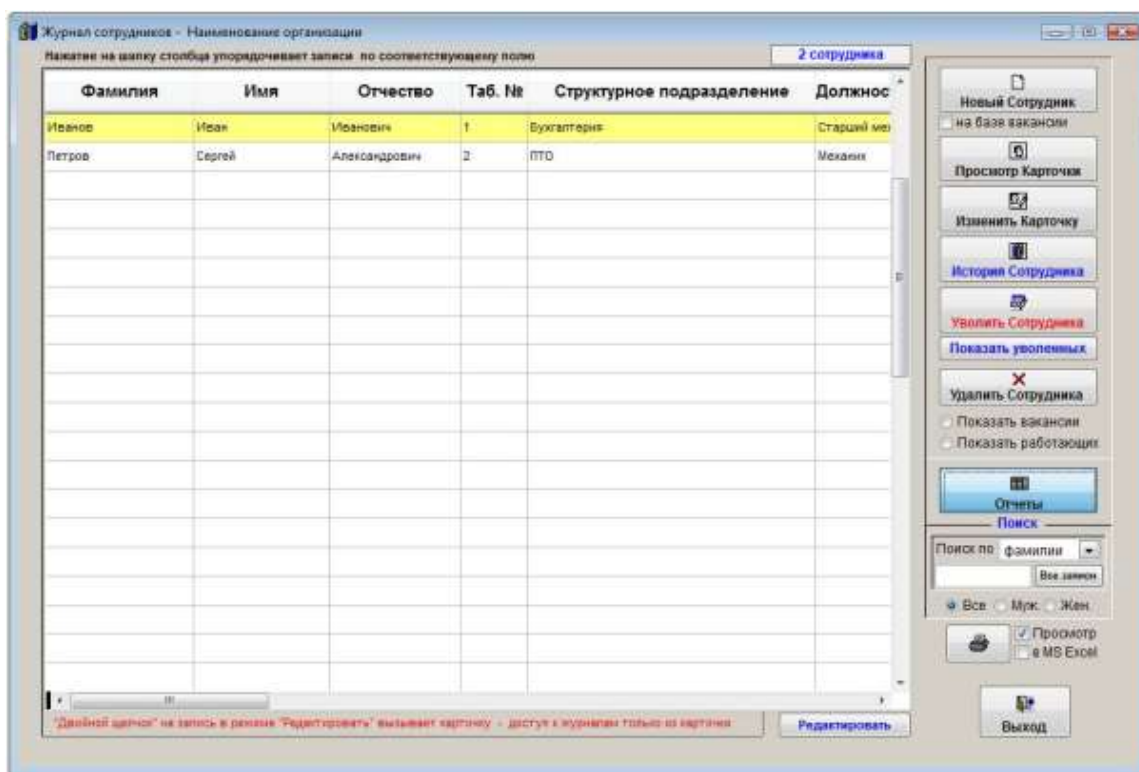 Журнал сотрудников - Наименование организации
Нажатие на шапку столбца упорядочивает записи по соответствующему полю
2 сотрудника
Фамилия Имя Отчество Таб. № Структурное подразделение Должнос
Иванов Иван Иванович 1 Бухгалтерия Старший мех
Петров Сергей Александрович 2 ПТО Механик
Новый Сотрудник
на базе вакансии
Просмотр Карточки
Изменить Карточку
История Сотрудника
Уволить Сотрудника
Показать уволенных
Удалить Сотрудника
Показать вакансии
Показать работающих
Отчеты
Поиск
Поиск по фамилии
Все записи
Все Муж. Жен.
Просмотр
в MS Excel
"Двойной щелчок" на запись в режиме "Редактировать" вызывает карточку - доступ к журналам только из карточки
Редактировать
Выход